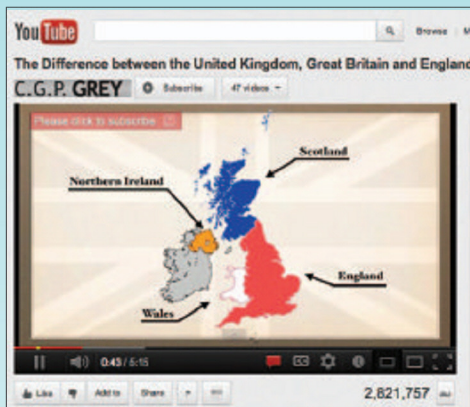 YouTube
Browse
The Difference between the United Kingdom, Great Britain and England
C.G.P. GREY Subscribe 47 videos
Please click to subscribe
Scotland
Northern Ireland
England
Wales
0:43 / 5:15 CC
Like Add to Share 2,821,757